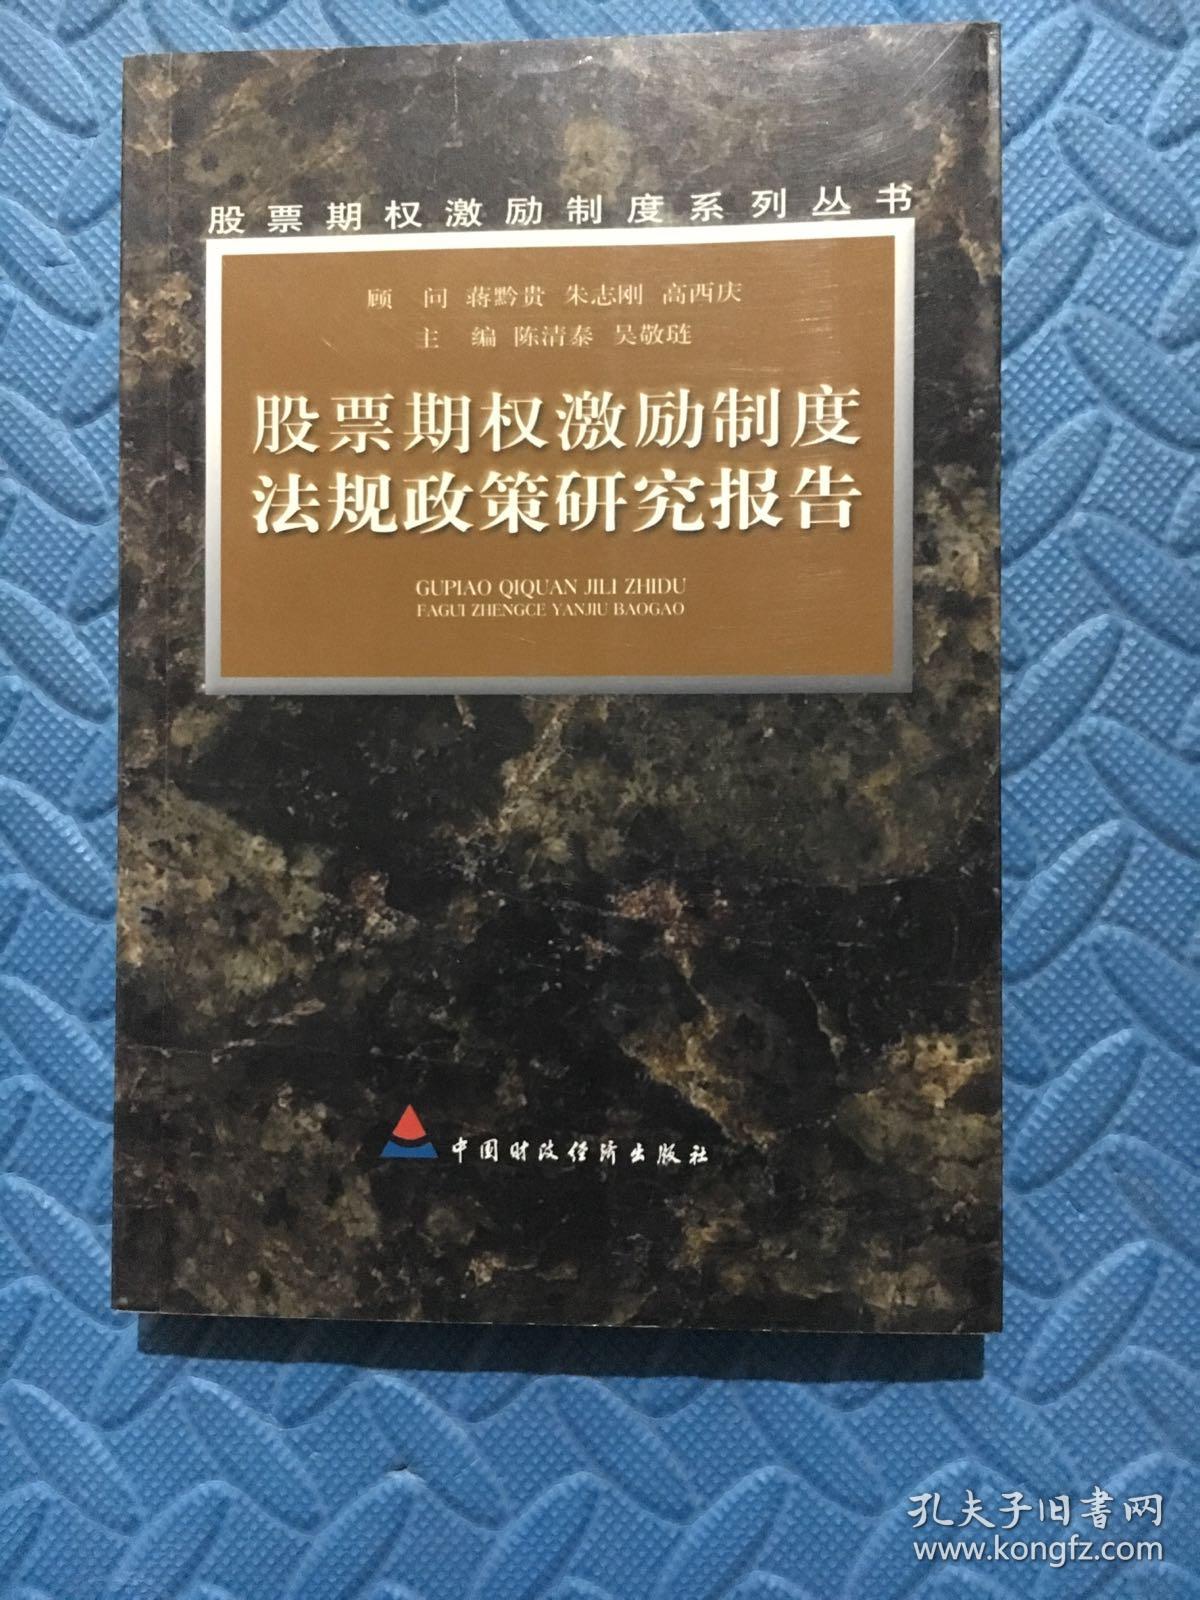 股票期权激励制度系列丛书
顾 问 蒋黔贵 朱志刚 高西庆
主 编 陈清泰 吴敬琏
股票期权激励制度
法规政策研究报告
GUPIAO QIQUAN JILI ZHIDU
FAGUI ZHENGCE YANJIU BAOGAO
中国财政经济出版社
孔夫子旧书网
www.kongfz.com